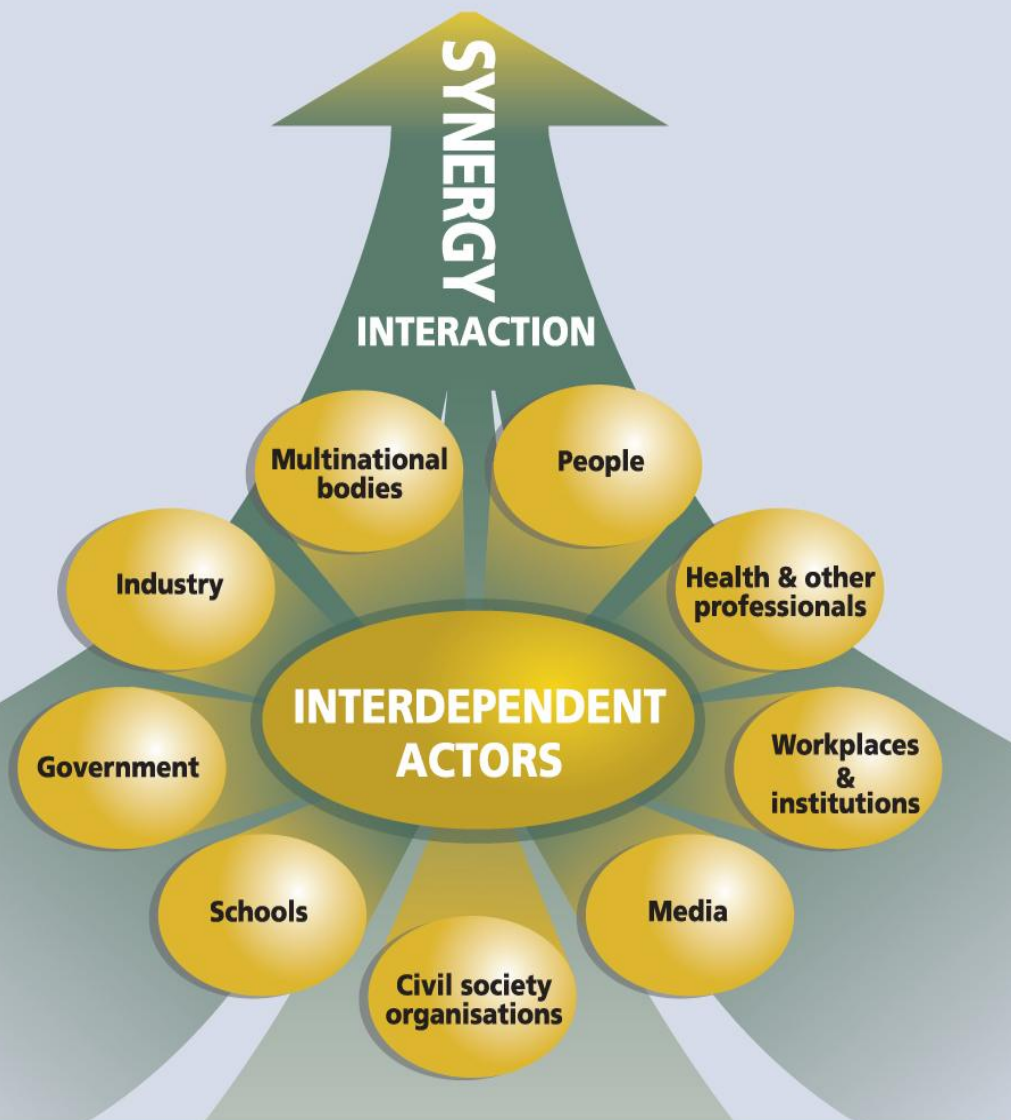 SYNERGY
INTERACTION
Multinational
bodies
People
Industry
Health & other
professionals
INTERDEPENDENT
ACTORS
Government
Workplaces
&
institutions
Schools
Media
Civil society
organisations